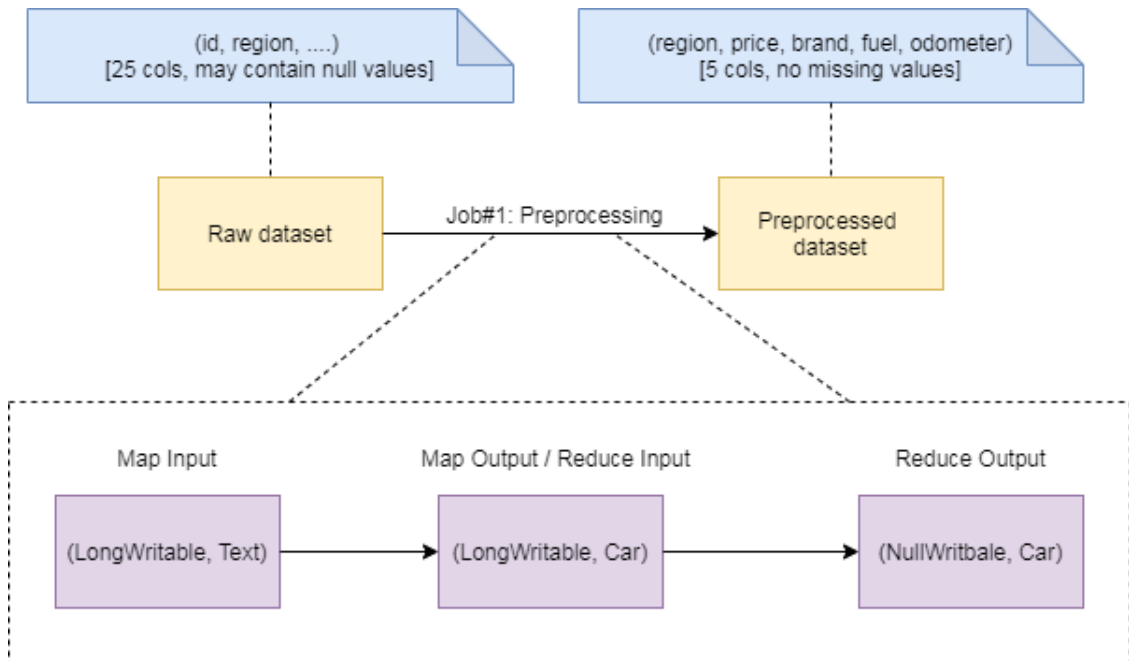 (id, region, ....)
[25 cols, may contain null values]
(region, price, brand, fuel, odometer)
[5 cols, no missing values]
Raw dataset
Job#1: Preprocessing
Preprocessed
dataset
Map Input
Map Output / Reduce Input
Reduce Output
(LongWritable, Text)
(LongWritable, Car)
(NullWritbale, Car)